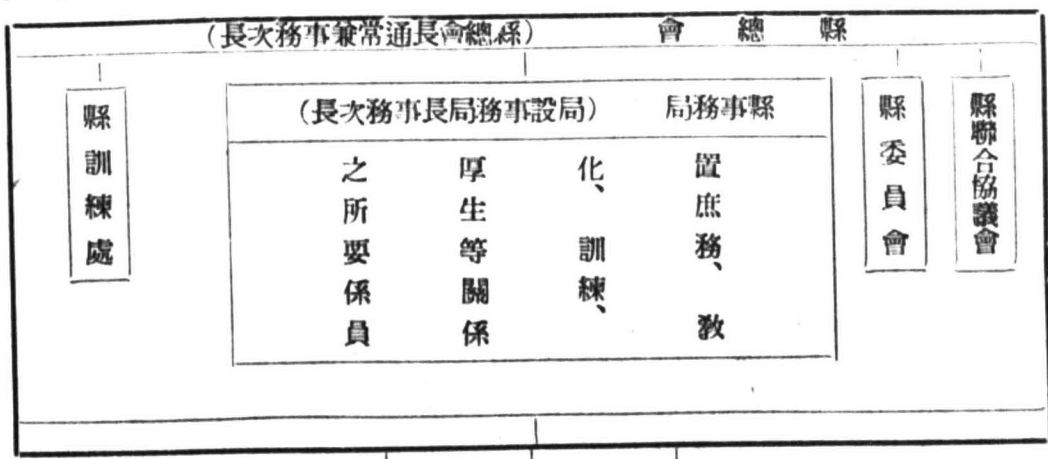 縣總會（縣總會長通常兼事務次長）
縣聯合協議會
縣委員會
縣事務局（局設事務局長事務次長）
置庶務、教
化、訓練、
厚生等關係
之所要係員
縣訓練處